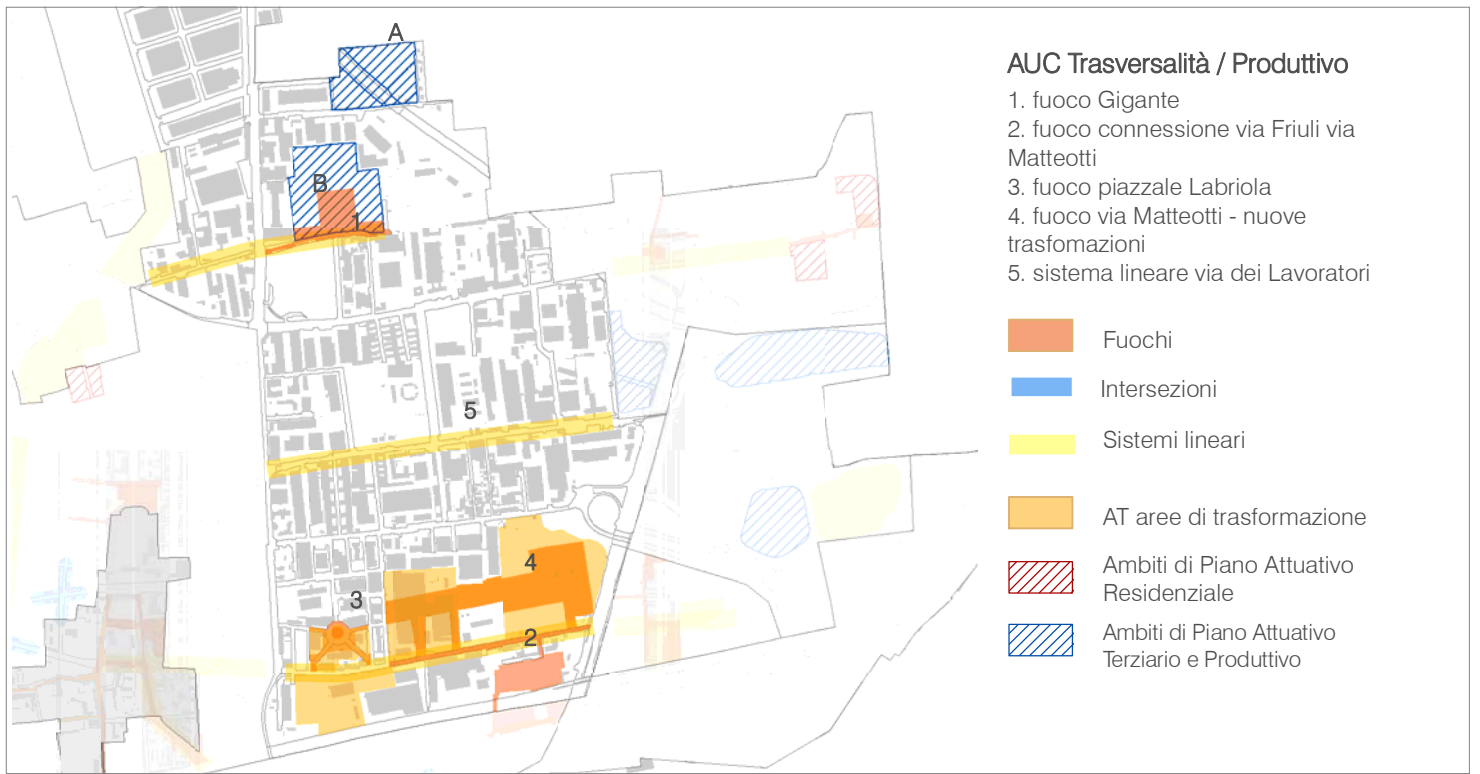 A
B
1
5
4
3
2
AUC Trasversalità / Produttivo
1. fuoco Gigante
2. fuoco connessione via Friuli via
Matteotti
3. fuoco piazzale Labriola
4. fuoco via Matteotti - nuove
trasfomazioni
5. sistema lineare via dei Lavoratori
Fuochi
Intersezioni
Sistemi lineari
AT aree di trasformazione
Ambiti di Piano Attuativo
Residenziale
Ambiti di Piano Attuativo
Terziario e Produttivo